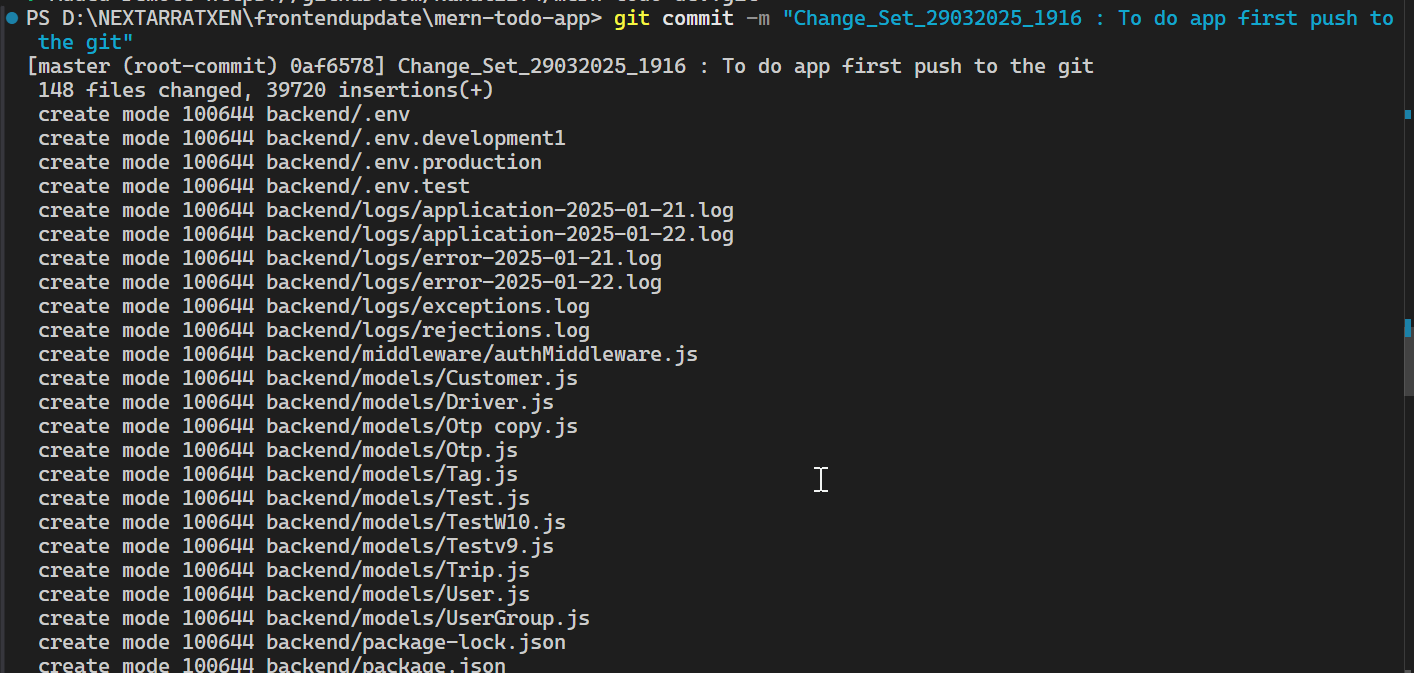 PS D:\NEXTARRATXEN\frontendupdate\mern-todo-app> git commit -m "Change_Set_29032025_1916 : To do app first push to
the git"
[master (root-commit) 0af6578] Change_Set_29032025_1916 : To do app first push to the git
148 files changed, 39720 insertions(+)
create mode 100644 backend/.env
create mode 100644 backend/.env.development1
create mode 100644 backend/.env.production
create mode 100644 backend/.env.test
create mode 100644 backend/logs/application-2025-01-21.log
create mode 100644 backend/logs/application-2025-01-22.log
create mode 100644 backend/logs/error-2025-01-21.log
create mode 100644 backend/logs/error-2025-01-22.log
create mode 100644 backend/logs/exceptions.log
create mode 100644 backend/logs/rejections.log
create mode 100644 backend/middleware/authMiddleware.js
create mode 100644 backend/models/Customer.js
create mode 100644 backend/models/Driver.js
create mode 100644 backend/models/Otp copy.js
create mode 100644 backend/models/Otp.js
create mode 100644 backend/models/Tag.js
create mode 100644 backend/models/Test.js
create mode 100644 backend/models/TestW10.js
create mode 100644 backend/models/Testv9.js
create mode 100644 backend/models/Trip.js
create mode 100644 backend/models/User.js
create mode 100644 backend/models/UserGroup.js
create mode 100644 backend/package-lock.json
create mode 100644 backend/package.json